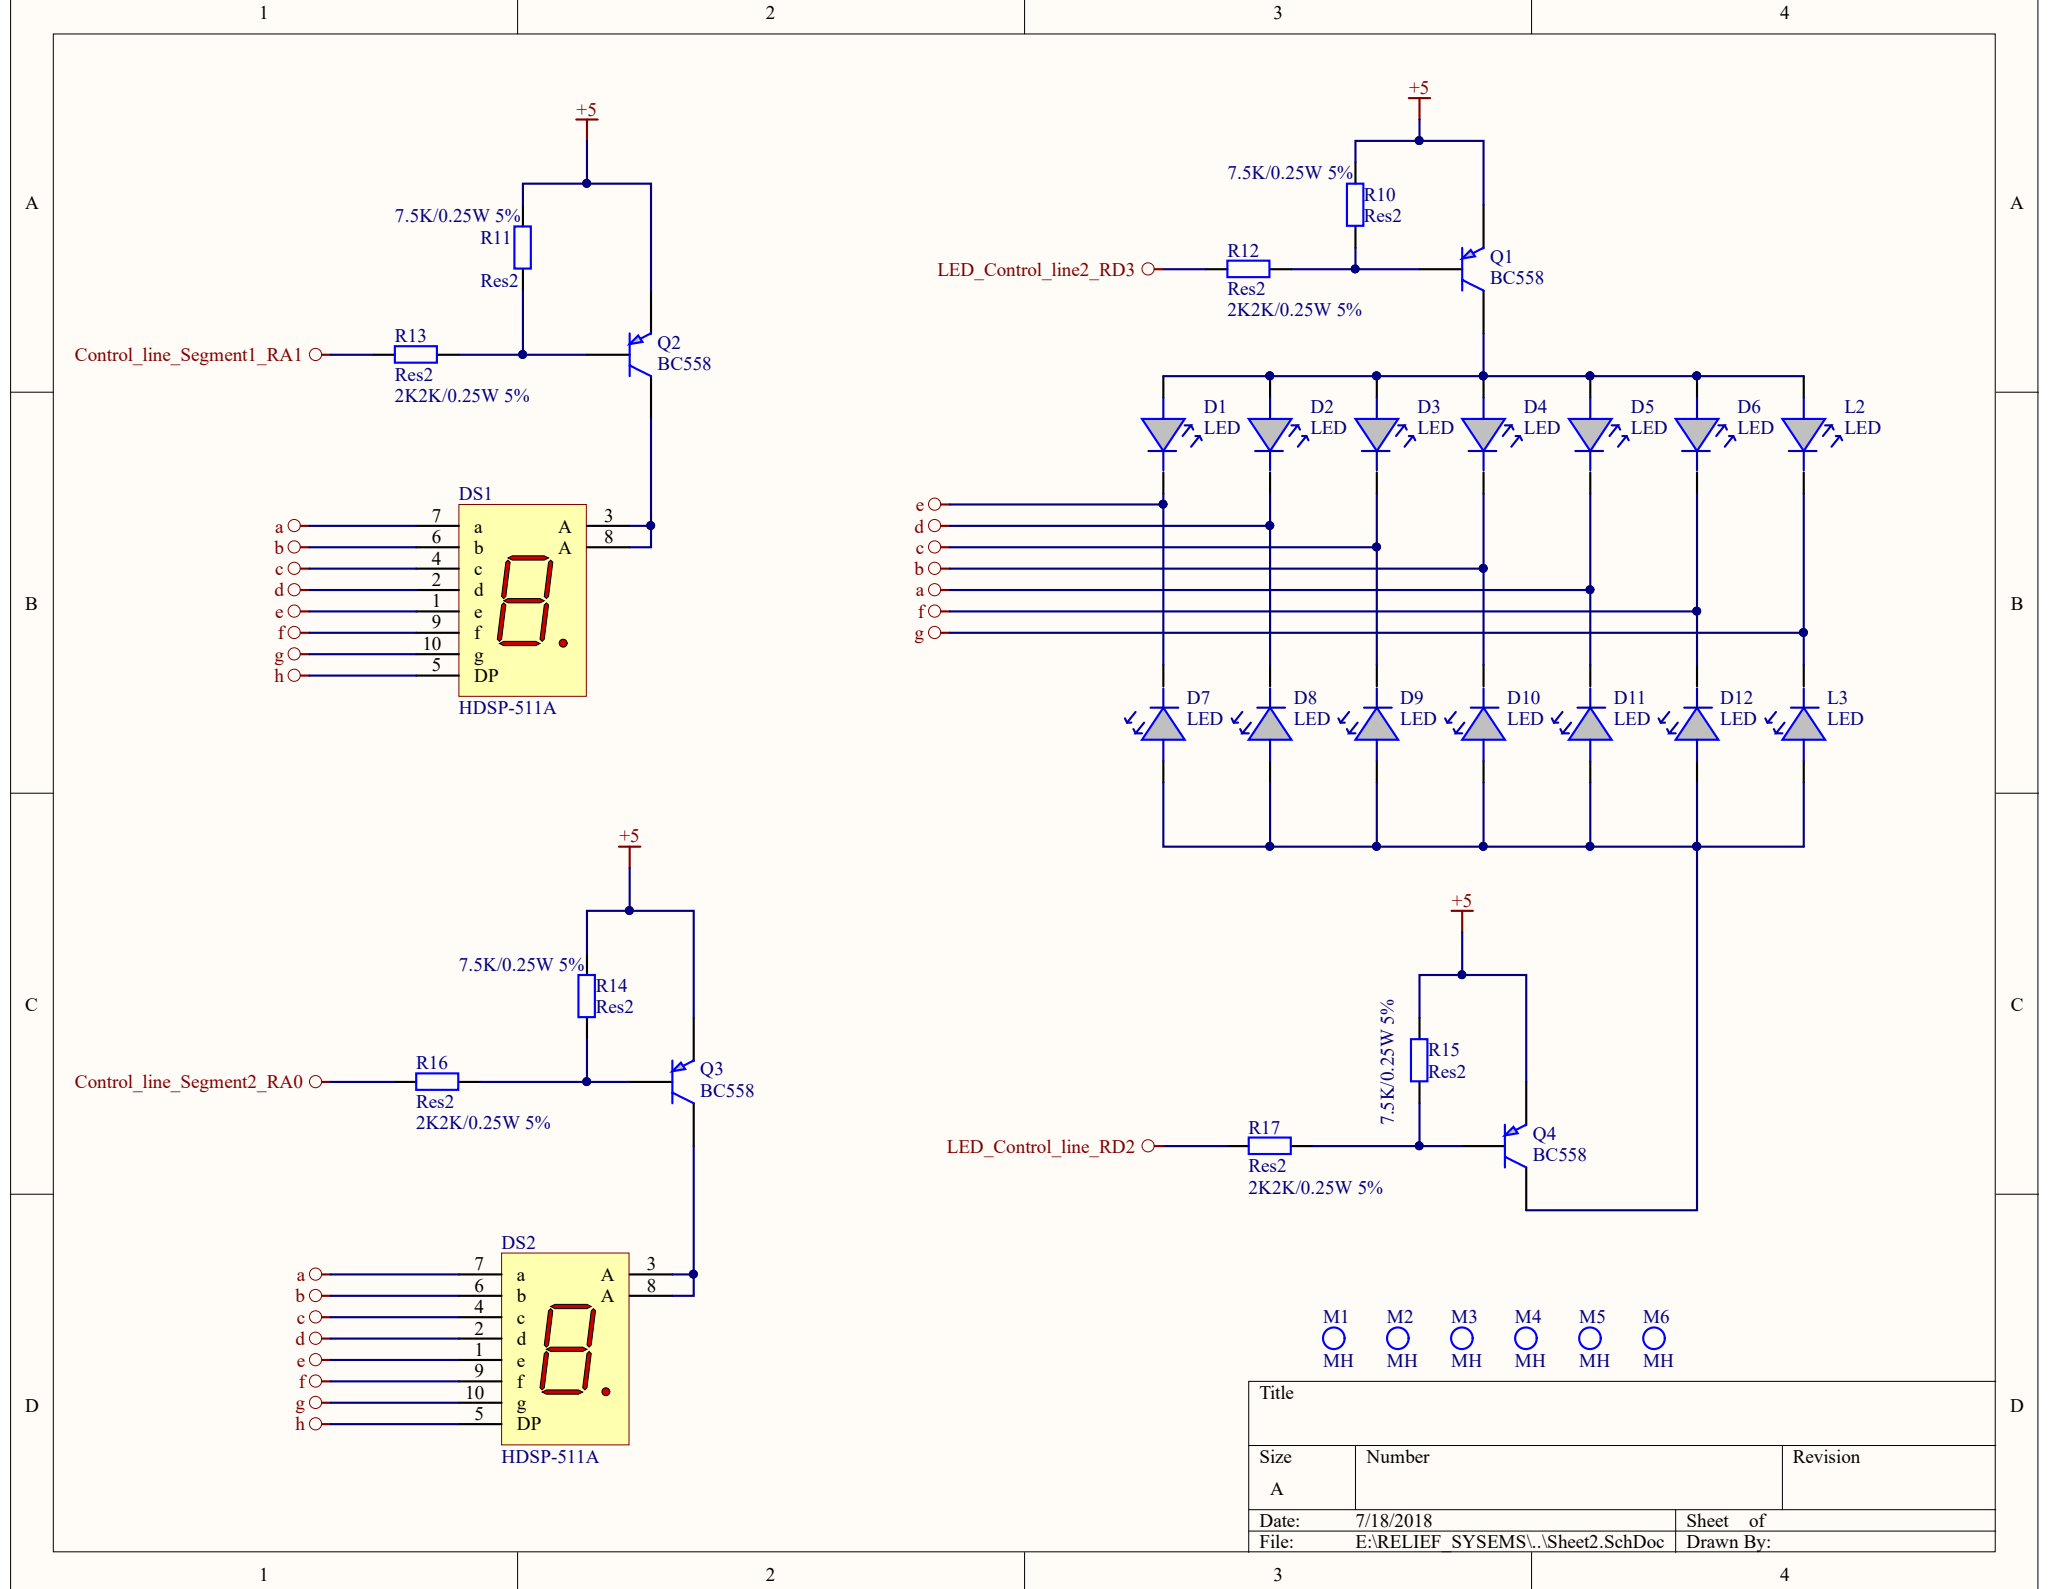 1 2 3 4
A A
B B
C C
D D
1 2 3 4
+5
7.5K/0.25W 5%
R11
Res2
Control_line_Segment1_RA1
R13
Res2
2K2K/0.25W 5%
Q2
BC558
DS1
a 7 a A 3
b 6 b A 8
c 4 c
d 2 d
e 1 e
f 9 f
g 10 g
h 5 DP
HDSP-511A
+5
7.5K/0.25W 5%
R10
Res2
LED_Control_line2_RD3
R12
Res2
2K2K/0.25W 5%
Q1
BC558
D1 D2 D3 D4 D5 D6 L2
LED LED LED LED LED LED LED
e
d
c
b
a
f
g
D7 D8 D9 D10 D11 D12 L3
LED LED LED LED LED LED LED
+5
7.5K/0.25W 5%
R14
Res2
Control_line_Segment2_RA0
R16
Res2
2K2K/0.25W 5%
Q3
BC558
DS2
a 7 a A 3
b 6 b A 8
c 4 c
d 2 d
e 1 e
f 9 f
g 10 g
h 5 DP
HDSP-511A
+5
7.5K/0.25W 5%
R15
Res2
LED_Control_line_RD2
R17
Res2
2K2K/0.25W 5%
Q4
BC558
M1 M2 M3 M4 M5 M6
MH MH MH MH MH MH
Title
Size Number Revision
A
Date: 7/18/2018 Sheet of
File: E:\RELIEF_SYSEMS\..\Sheet2.SchDoc Drawn By: